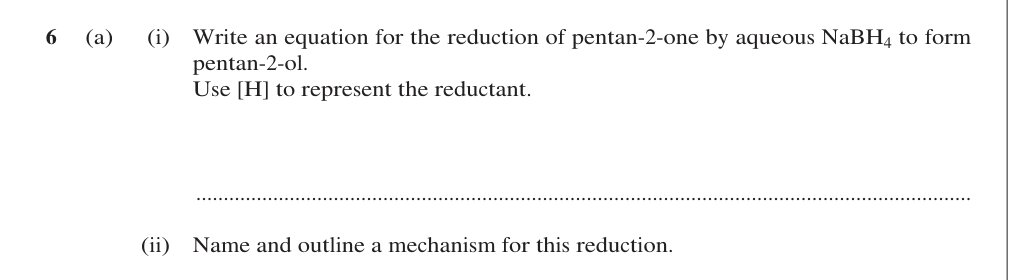 6 (a) (i) Write an equation for the reduction of pentan-2-one by aqueous NaBH₄ to form
pentan-2-ol.
Use [H] to represent the reductant.
(ii) Name and outline a mechanism for this reduction.